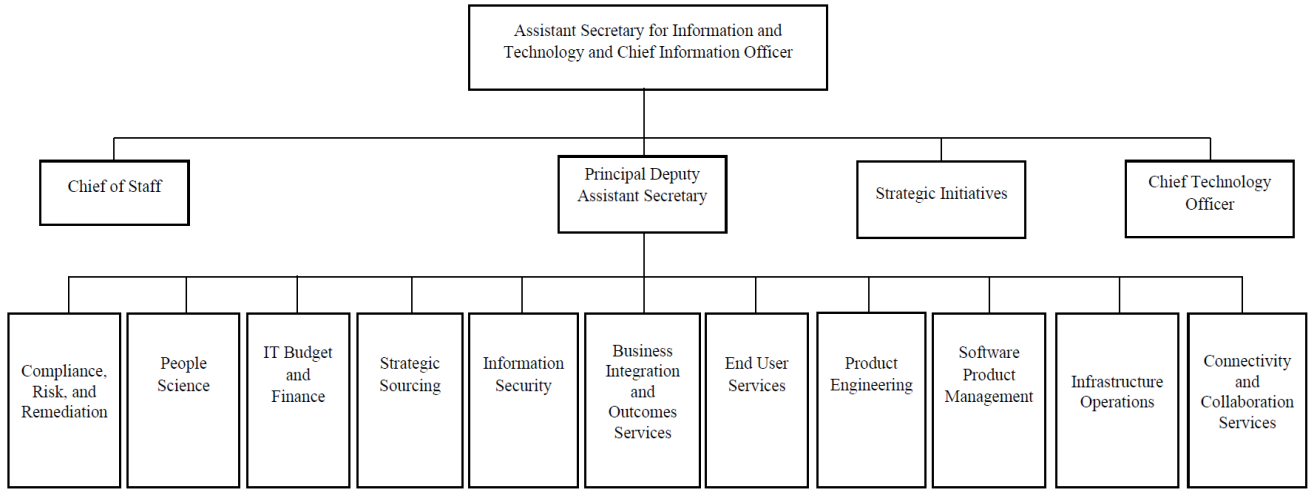 Assistant Secretary for Information and
Technology and Chief Information Officer
Chief of Staff
Principal Deputy
Assistant Secretary
Strategic Initiatives
Chief Technology
Officer
Compliance,
Risk, and
Remediation
People
Science
IT Budget
and
Finance
Strategic
Sourcing
Information
Security
Business
Integration
and
Outcomes
Services
End User
Services
Product
Engineering
Software
Product
Management
Infrastructure
Operations
Connectivity
and
Collaboration
Services